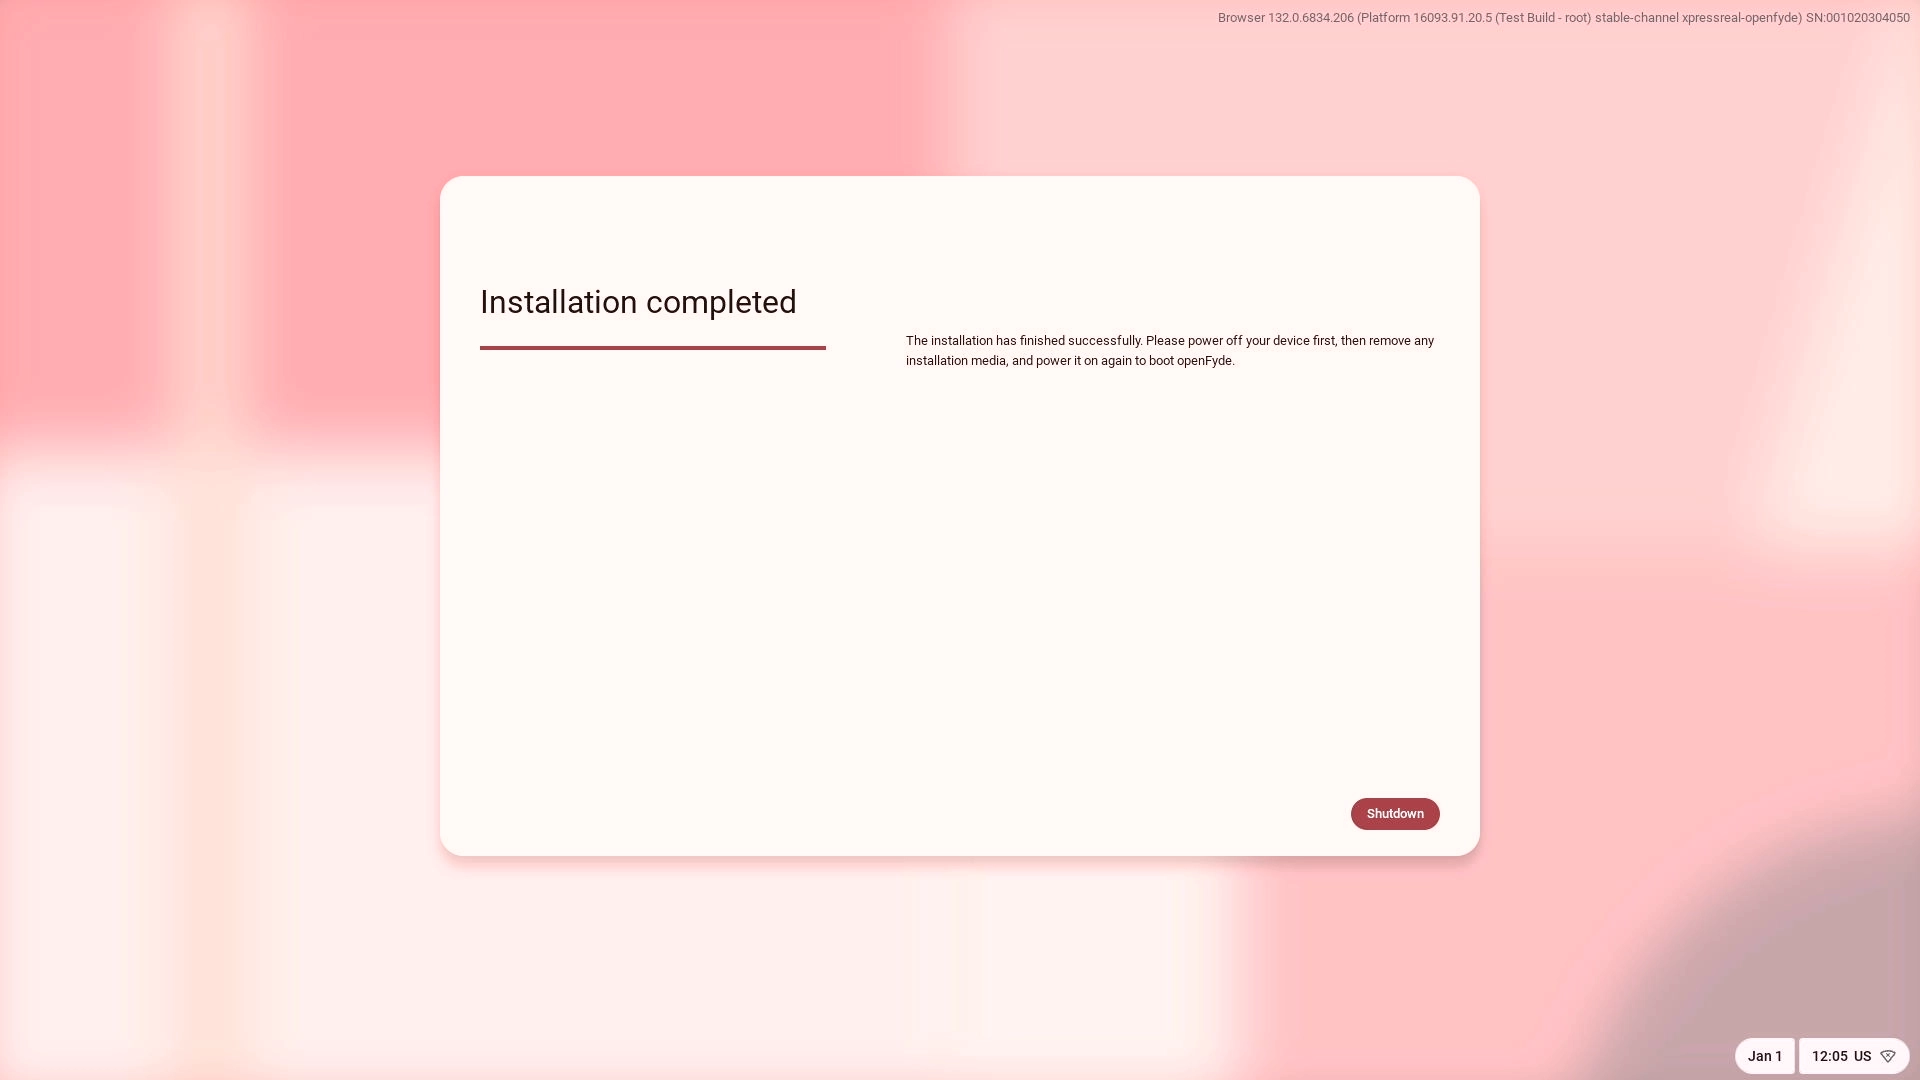 Browser 132.0.6834.206 (Platform 16093.91.20.5 (Test Build - root) stable-channel xpressreal-openfyde) SN:001020304050
Installation completed
The installation has finished successfully. Please power off your device first, then remove any
installation media, and power it on again to boot openFyde.
Shutdown
Jan 1
12:05 US